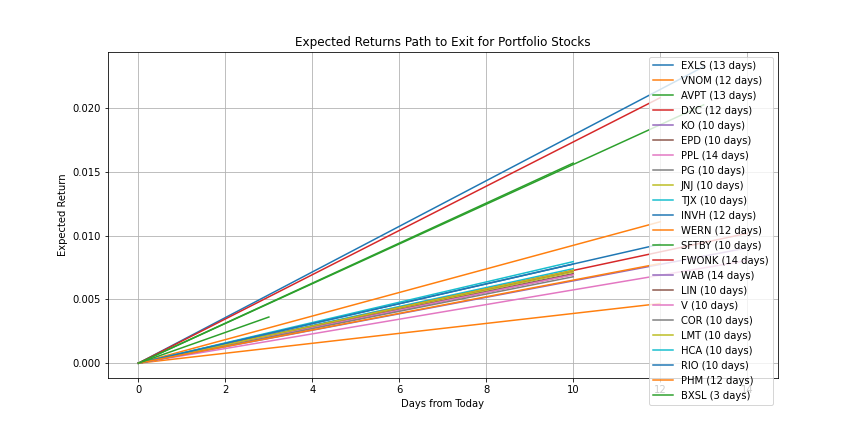 Expected Returns Path to Exit for Portfolio Stocks
Expected Return
0.020
0.015
0.010
0.005
0.000
EXLS (13 days)
VNOM (12 days)
AVPT (13 days)
DXC (12 days)
KO (10 days)
EPD (10 days)
PPL (14 days)
PG (10 days)
JNJ (10 days)
TJX (10 days)
INVH (12 days)
WERN (12 days)
SFTBY (10 days)
FWONK (14 days)
WAB (14 days)
LIN (10 days)
V (10 days)
COR (10 days)
LMT (10 days)
HCA (10 days)
RIO (10 days)
PHM (12 days)
BXSL (3 days)
0 2 4 6 8 10 12 14
Days from Today